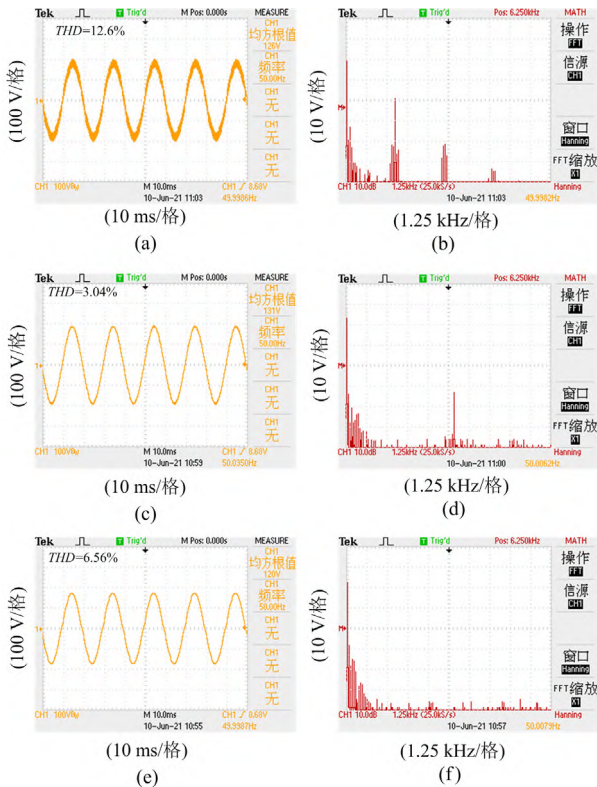 Tek
Trig'd
M Pos: 0.000s
MEASURE
THD=12.6%
CH1
均方根值
126V
CH1
频率
50.00Hz
CH1
无
CH1
无
CH1
无
1
(100 V/格)
CH1 100V
M 10.0ms
CH1 / 0.66V
10-Jun-21 11:03
49.9986Hz
(10 ms/格)
(a)
Tek
Trig'd
Pos: 6.250kHz
MATH
操作
FFT
信源
CH1
窗口
Hanning
FFT缩放
X1
M
(10 V/格)
CH1 10.0dB
1.25kHz (25.0kS/s)
Hanning
10-Jun-21 11:03
49.9982Hz
(1.25 kHz/格)
(b)
Tek
Trig'd
M Pos: 0.000s
MEASURE
THD=3.04%
CH1
均方根值
131V
CH1
频率
50.00Hz
CH1
无
CH1
无
CH1
无
1
(100 V/格)
CH1 100V
M 10.0ms
CH1 / 0.66V
10-Jun-21 10:59
50.0350Hz
(10 ms/格)
(c)
Tek
Trig'd
Pos: 6.250kHz
MATH
操作
FFT
信源
CH1
窗口
Hanning
FFT缩放
X1
M
(10 V/格)
CH1 10.0dB
1.25kHz (25.0kS/s)
Hanning
10-Jun-21 11:00
50.0062Hz
(1.25 kHz/格)
(d)
Tek
Trig'd
M Pos: 0.000s
MEASURE
THD=6.56%
CH1
均方根值
120V
CH1
频率
50.00Hz
CH1
无
CH1
无
CH1
无
1
(100 V/格)
CH1 100V
M 10.0ms
CH1 / 0.66V
10-Jun-21 10:55
49.9987Hz
(10 ms/格)
(e)
Tek
Trig'd
Pos: 6.250kHz
MATH
操作
FFT
信源
CH1
窗口
Hanning
FFT缩放
X1
M
(10 V/格)
CH1 10.0dB
1.25kHz (25.0kS/s)
Hanning
10-Jun-21 10:57
50.0079Hz
(1.25 kHz/格)
(f)